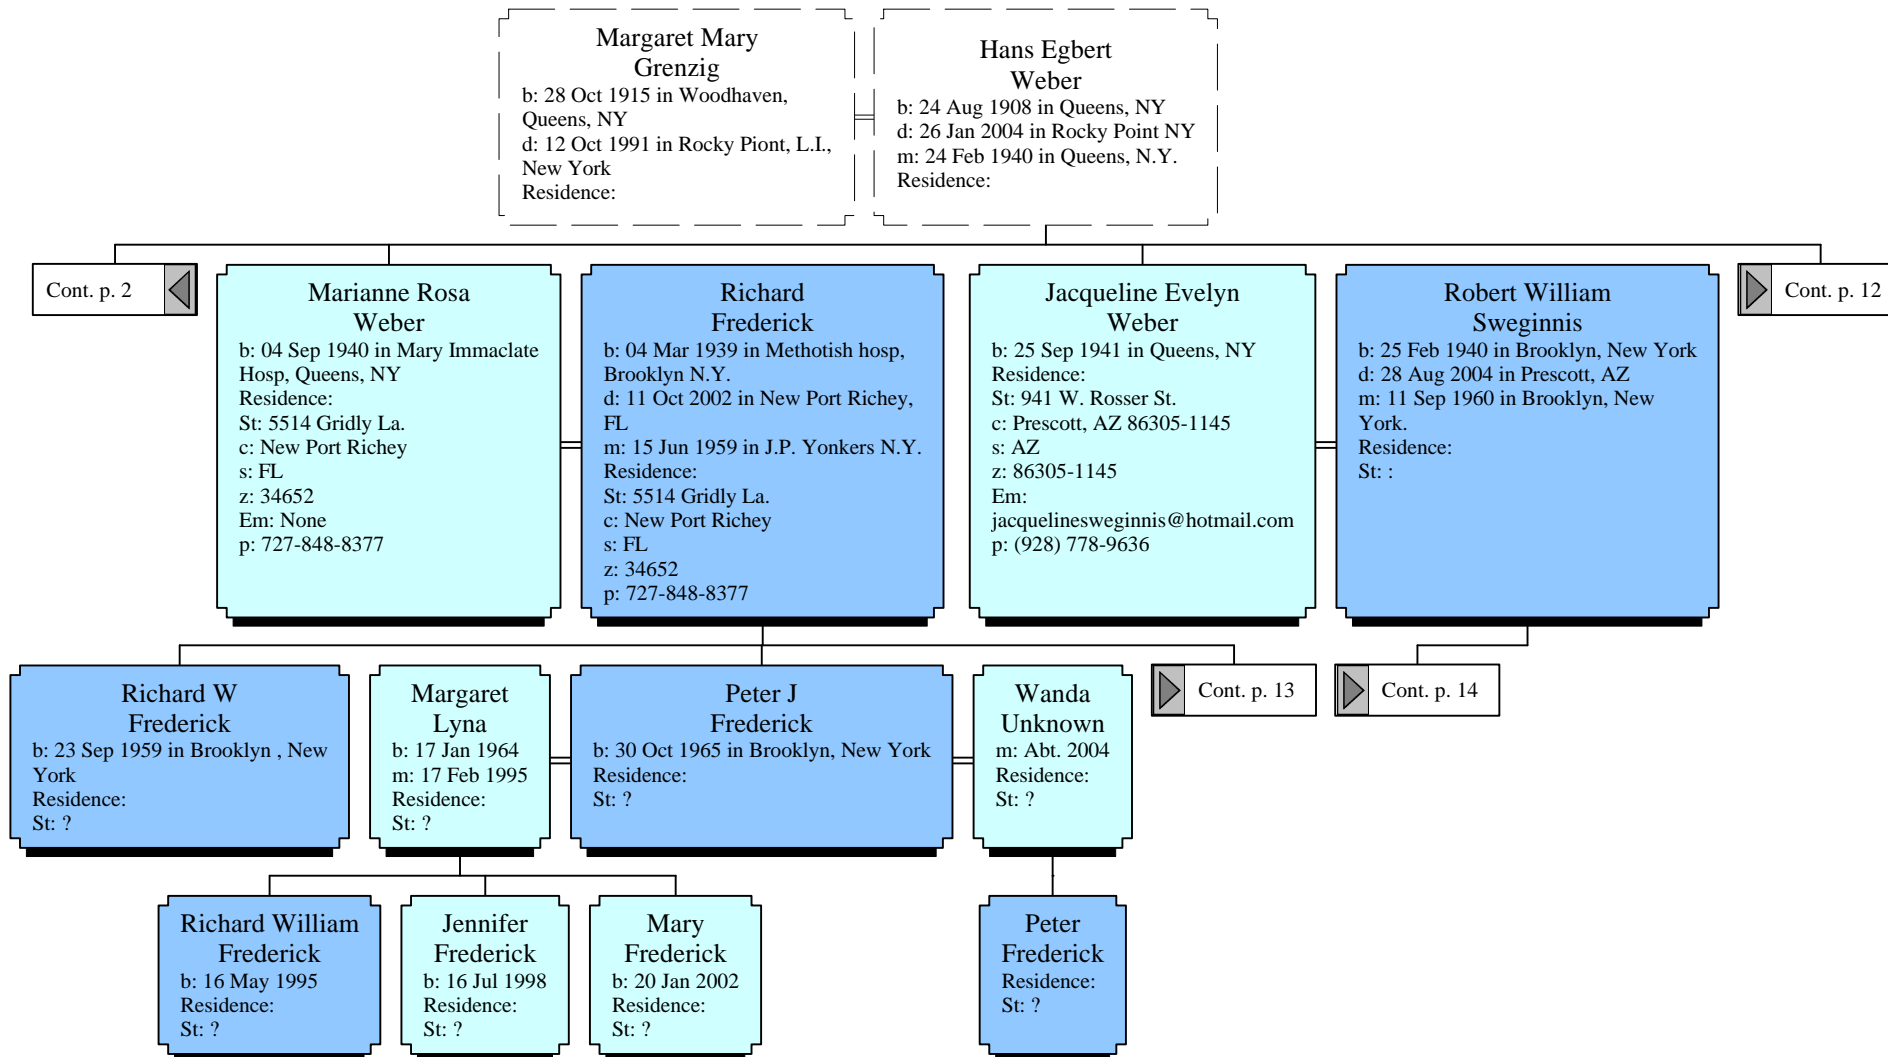 Margaret Mary
Grenzig
b: 28 Oct 1915 in Woodhaven,
Queens, NY
d: 12 Oct 1991 in Rocky Piont, L.I.,
New York
Residence:
Hans Egbert
Weber
b: 24 Aug 1908 in Queens, NY
d: 26 Jan 2004 in Rocky Point NY
m: 24 Feb 1940 in Queens, N.Y.
Residence:
Cont. p. 2
Marianne Rosa
Weber
b: 04 Sep 1940 in Mary Immaclate
Hosp, Queens, NY
Residence:
St: 5514 Gridly La.
c: New Port Richey
s: FL
z: 34652
Em: None
p: 727-848-8377
Richard
Frederick
b: 04 Mar 1939 in Methotish hosp,
Brooklyn N.Y.
d: 11 Oct 2002 in New Port Richey,
FL
m: 15 Jun 1959 in J.P. Yonkers N.Y.
Residence:
St: 5514 Gridly La.
c: New Port Richey
s: FL
z: 34652
p: 727-848-8377
Jacqueline Evelyn
Weber
b: 25 Sep 1941 in Queens, NY
Residence:
St: 941 W. Rosser St.
c: Prescott, AZ 86305-1145
s: AZ
z: 86305-1145
Em:
jacquelinesweginnis@hotmail.com
p: (928) 778-9636
Robert William
Sweginnis
b: 25 Feb 1940 in Brooklyn, New York
d: 28 Aug 2004 in Prescott, AZ
m: 11 Sep 1960 in Brooklyn, New
York.
Residence:
St: :
Cont. p. 12
Richard W
Frederick
b: 23 Sep 1959 in Brooklyn , New
York
Residence:
St: ?
Margaret
Lyna
b: 17 Jan 1964
m: 17 Feb 1995
Residence:
St: ?
Peter J
Frederick
b: 30 Oct 1965 in Brooklyn, New York
Residence:
St: ?
Wanda
Unknown
m: Abt. 2004
Residence:
St: ?
Cont. p. 13
Cont. p. 14
Richard William
Frederick
b: 16 May 1995
Residence:
St: ?
Jennifer
Frederick
b: 16 Jul 1998
Residence:
St: ?
Mary
Frederick
b: 20 Jan 2002
Residence:
St: ?
Peter
Frederick
Residence:
St: ?